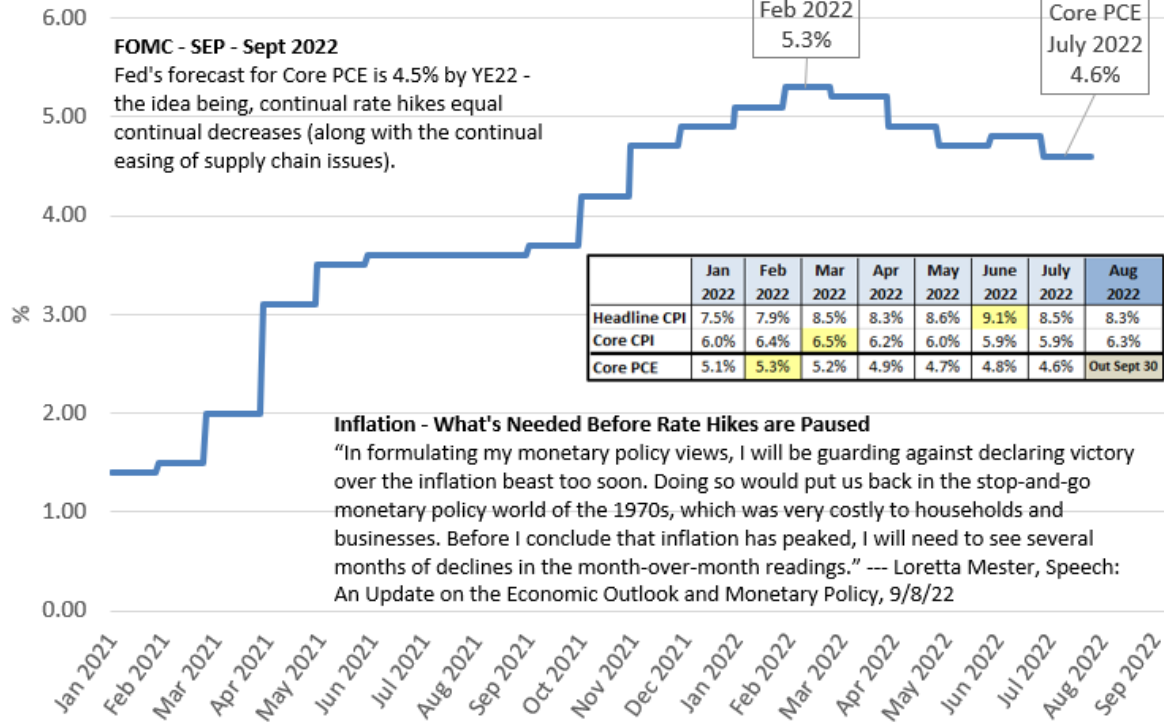 6.00
Feb 2022
5.3%
Core PCE
July 2022
4.6%
FOMC - SEP - Sept 2022
Fed's forecast for Core PCE is 4.5% by YE22 -
the idea being, continual rate hikes equal
continual decreases (along with the continual
easing of supply chain issues).
5.00
4.00
3.00
2.00
1.00
0.00
%
Jan 2022 Feb 2022 Mar 2022 Apr 2022 May 2022 June 2022 July 2022 Aug 2022
Headline CPI 7.5% 7.9% 8.5% 8.3% 8.6% 9.1% 8.5% 8.3%
Core CPI 6.0% 6.4% 6.5% 6.2% 6.0% 5.9% 5.9% 6.3%
Core PCE 5.1% 5.3% 5.2% 4.9% 4.7% 4.8% 4.6% Out Sept 30
Inflation - What's Needed Before Rate Hikes are Paused
“In formulating my monetary policy views, I will be guarding against declaring victory
over the inflation beast too soon. Doing so would put us back in the stop-and-go
monetary policy world of the 1970s, which was very costly to households and
businesses. Before I conclude that inflation has peaked, I will need to see several
months of declines in the month-over-month readings.” --- Loretta Mester, Speech:
An Update on the Economic Outlook and Monetary Policy, 9/8/22
Jan 2021
Feb 2021
Mar 2021
Apr 2021
May 2021
Jun 2021
Jul 2021
Aug 2021
Sep 2021
Oct 2021
Nov 2021
Dec 2021
Jan 2022
Feb 2022
Mar 2022
Apr 2022
May 2022
Jun 2022
Jul 2022
Aug 2022
Sep 2022